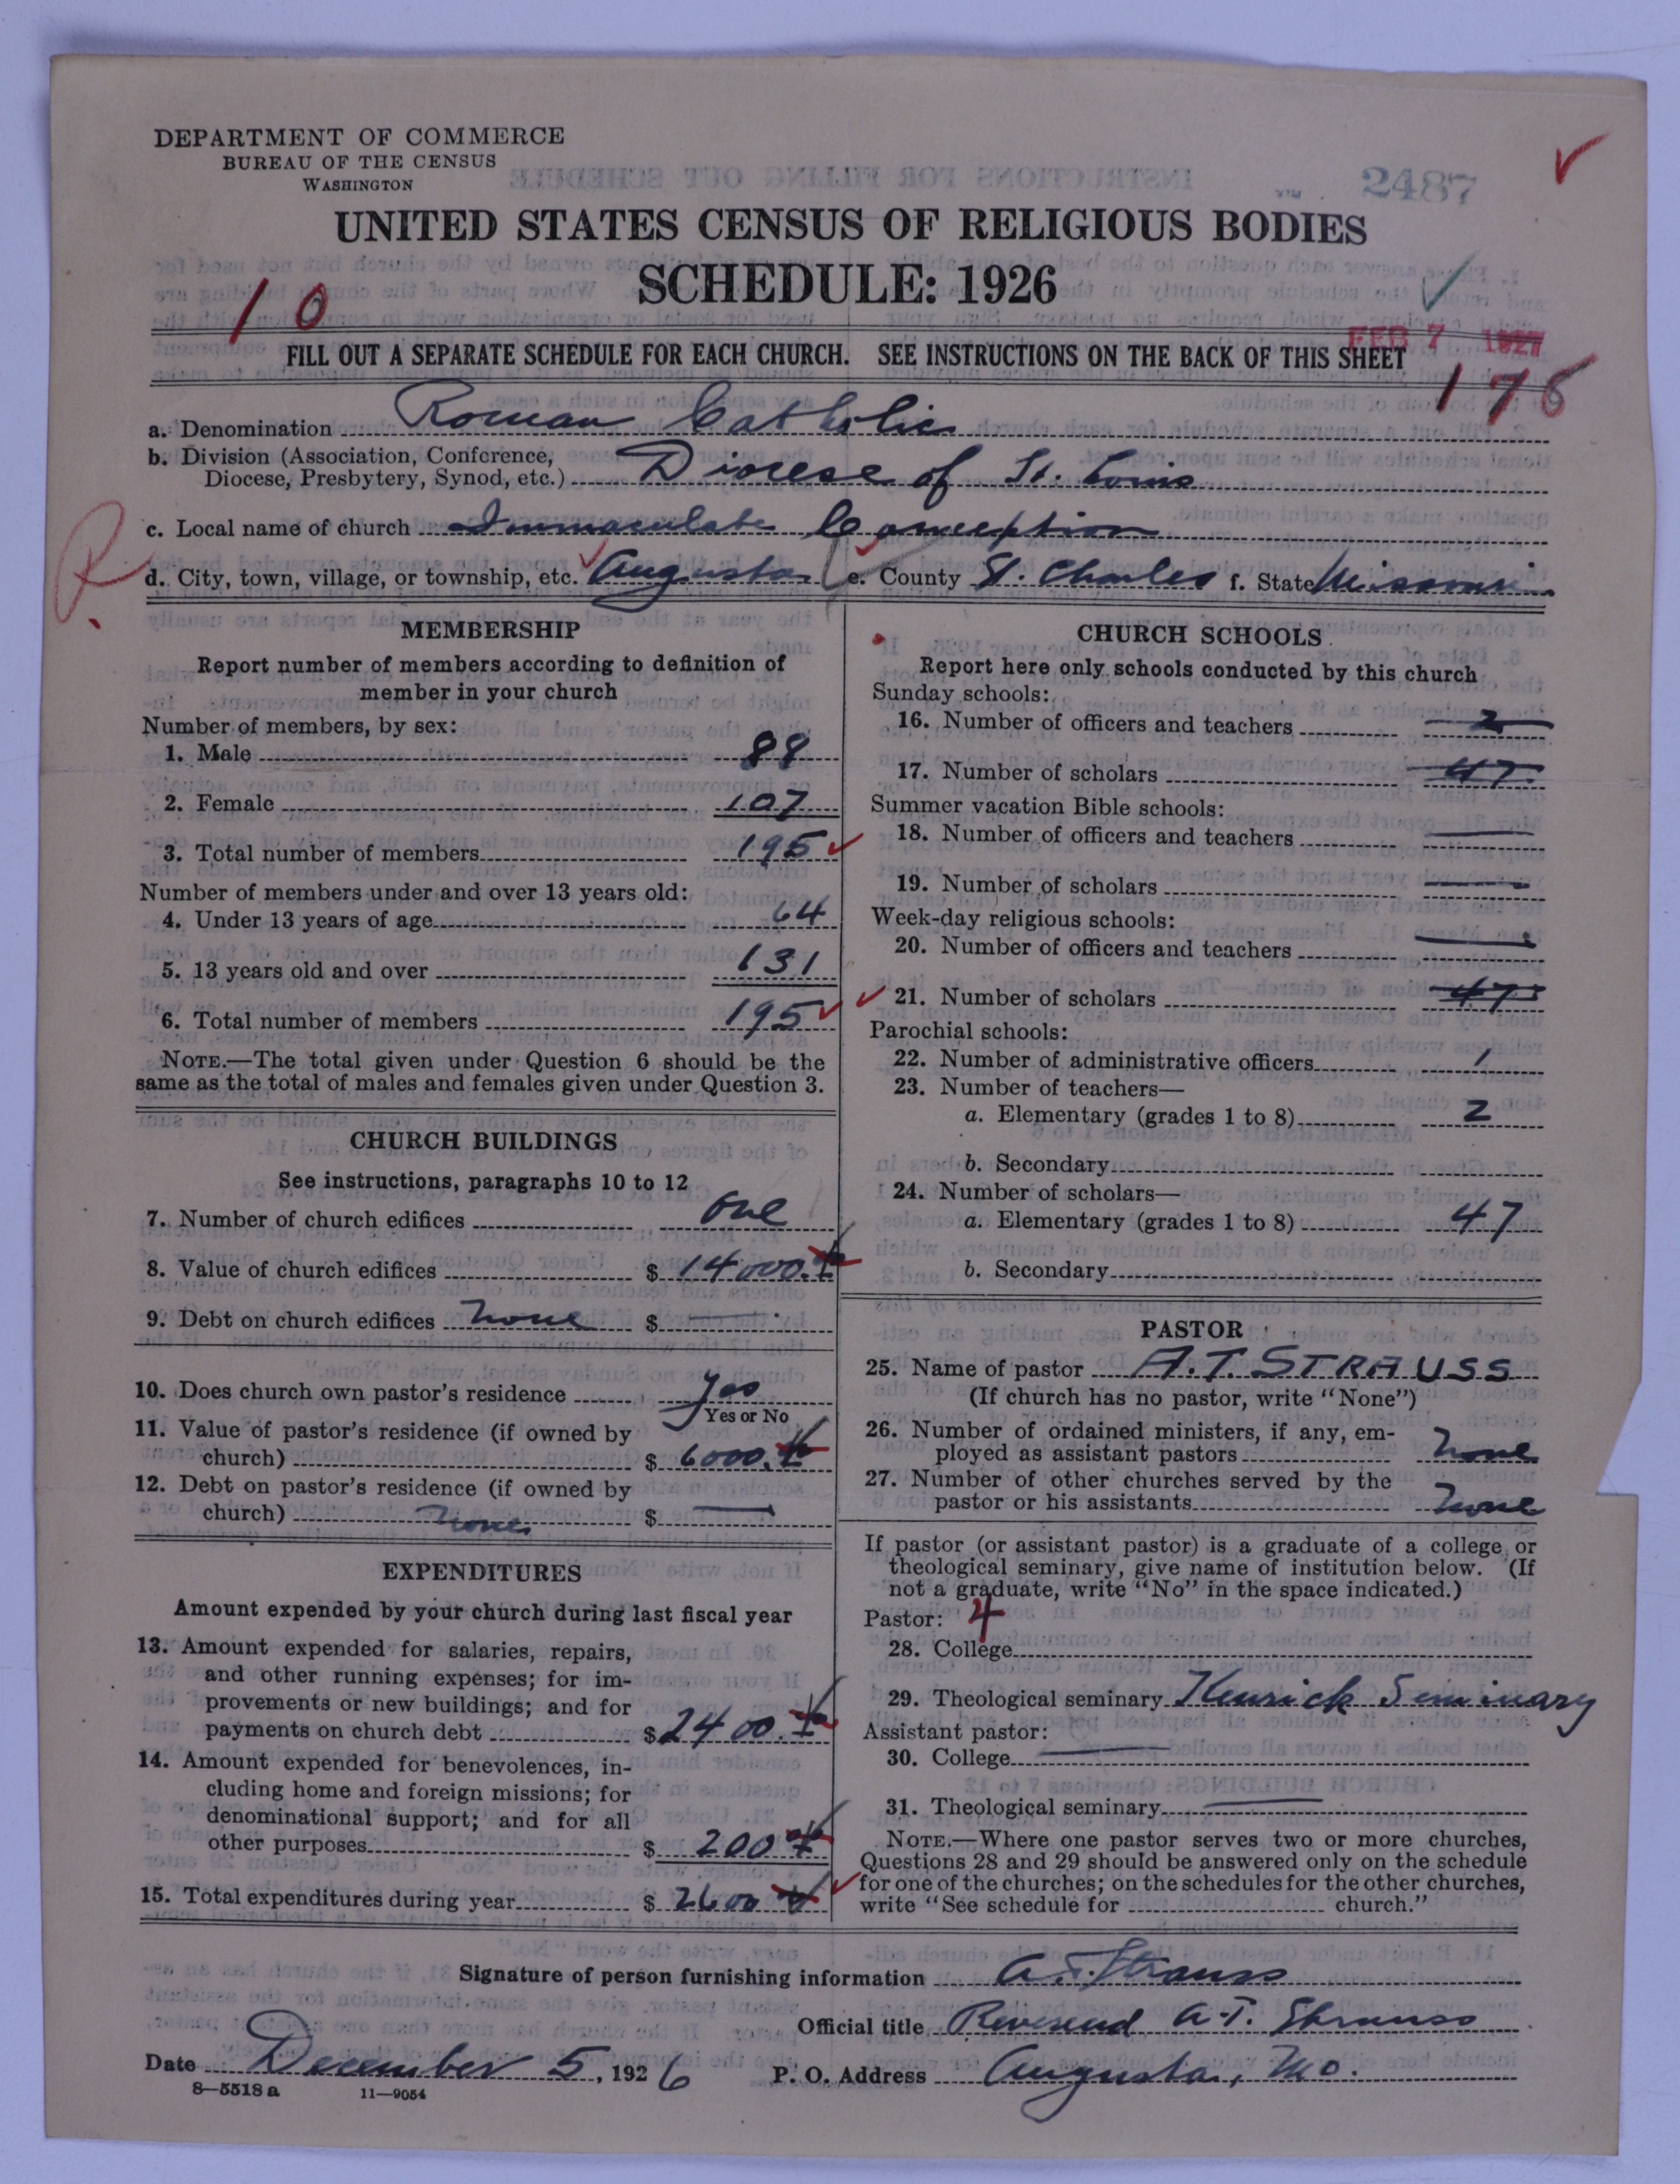 DEPARTMENT OF COMMERCE
BUREAU OF THE CENSUS
WASHINGTON
2487
UNITED STATES CENSUS OF RELIGIOUS BODIES
SCHEDULE: 1926
10
FEB 7 1927
FILL OUT A SEPARATE SCHEDULE FOR EACH CHURCH. SEE INSTRUCTIONS ON THE BACK OF THIS SHEET
176
a. Denomination Roman Catholic
b. Division (Association, Conference,
Diocese, Presbytery, Synod, etc.) Diocese of St. Louis
c. Local name of church Immaculate Conception
R.
d. City, town, village, or township, etc. Augusta e. County St. Charles f. State Missouri
MEMBERSHIP
Report number of members according to definition of
member in your church
Number of members, by sex:
1. Male 88
2. Female 107
3. Total number of members 195
Number of members under and over 13 years old:
4. Under 13 years of age 64
5. 13 years old and over 131
6. Total number of members 195
NOTE.—The total given under Question 6 should be the
same as the total of males and females given under Question 3.
CHURCH BUILDINGS
See instructions, paragraphs 10 to 12
7. Number of church edifices one
8. Value of church edifices $ 14000.
9. Debt on church edifices none $ —
10. Does church own pastor's residence yes
Yes or No
11. Value of pastor's residence (if owned by
church) $ 6000.
12. Debt on pastor's residence (if owned by
church) none $ —
EXPENDITURES
Amount expended by your church during last fiscal year
13. Amount expended for salaries, repairs,
and other running expenses; for im-
provements or new buildings; and for
payments on church debt $ 2400.
14. Amount expended for benevolences, in-
cluding home and foreign missions; for
denominational support; and for all
other purposes $ 200
15. Total expenditures during year $ 2600
CHURCH SCHOOLS
Report here only schools conducted by this church
Sunday schools:
16. Number of officers and teachers 2
17. Number of scholars 47
Summer vacation Bible schools:
18. Number of officers and teachers —
19. Number of scholars —
Week-day religious schools:
20. Number of officers and teachers —
21. Number of scholars 47
Parochial schools:
22. Number of administrative officers 1
23. Number of teachers—
a. Elementary (grades 1 to 8) 2
b. Secondary
24. Number of scholars—
a. Elementary (grades 1 to 8) 47
b. Secondary
PASTOR
25. Name of pastor A.T. STRAUSS
(If church has no pastor, write "None")
26. Number of ordained ministers, if any, em-
ployed as assistant pastors none
27. Number of other churches served by the
pastor or his assistants none
If pastor (or assistant pastor) is a graduate of a college or
theological seminary, give name of institution below. (If
not a graduate, write "No" in the space indicated.)
Pastor: 4
28. College
29. Theological seminary Kenrick Seminary
Assistant pastor:
30. College —
31. Theological seminary —
NOTE.—Where one pastor serves two or more churches,
Questions 28 and 29 should be answered only on the schedule
for one of the churches; on the schedules for the other churches,
write "See schedule for church."
Signature of person furnishing information A.T. Strauss
Official title Reverend A.T. Strauss
Date December 5, 1926 P. O. Address Augusta, Mo.
8—5518 a 11—9054